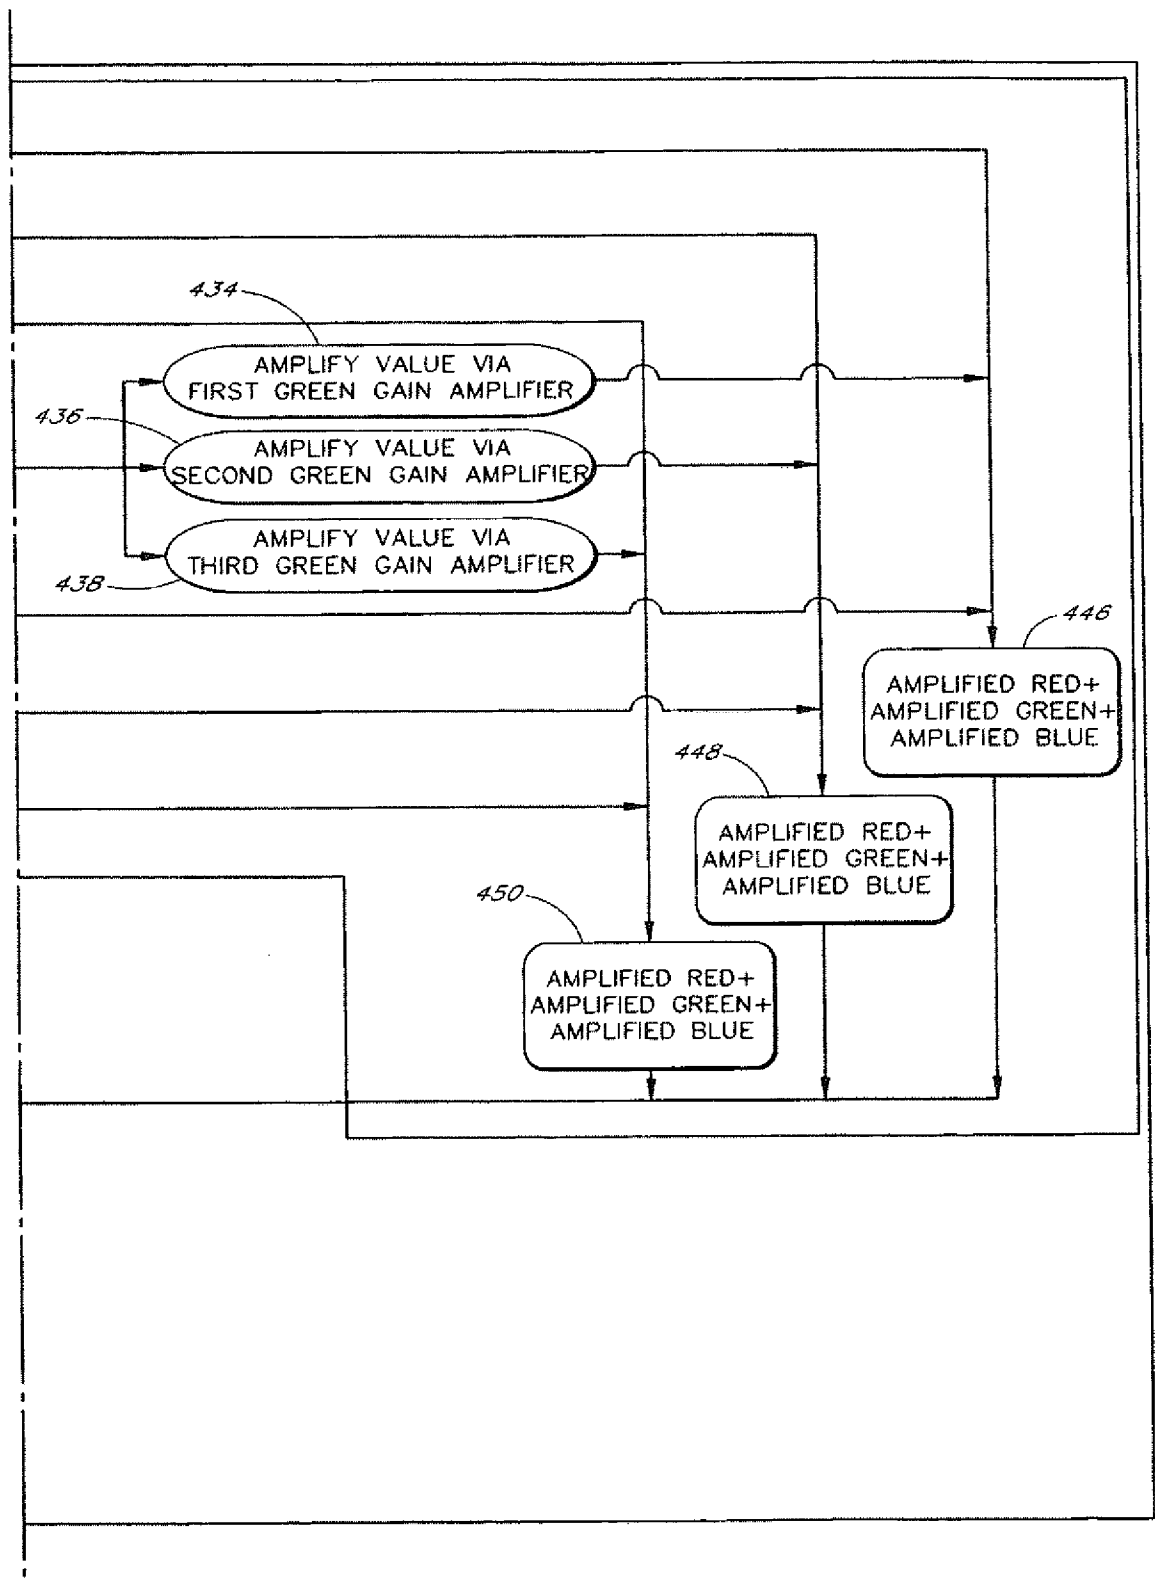 434
AMPLIFY VALUE VIA
FIRST GREEN GAIN AMPLIFIER
436
AMPLIFY VALUE VIA
SECOND GREEN GAIN AMPLIFIER
AMPLIFY VALUE VIA
THIRD GREEN GAIN AMPLIFIER
438
446
AMPLIFIED RED+
AMPLIFIED GREEN+
AMPLIFIED BLUE
448
AMPLIFIED RED+
AMPLIFIED GREEN+
AMPLIFIED BLUE
450
AMPLIFIED RED+
AMPLIFIED GREEN+
AMPLIFIED BLUE